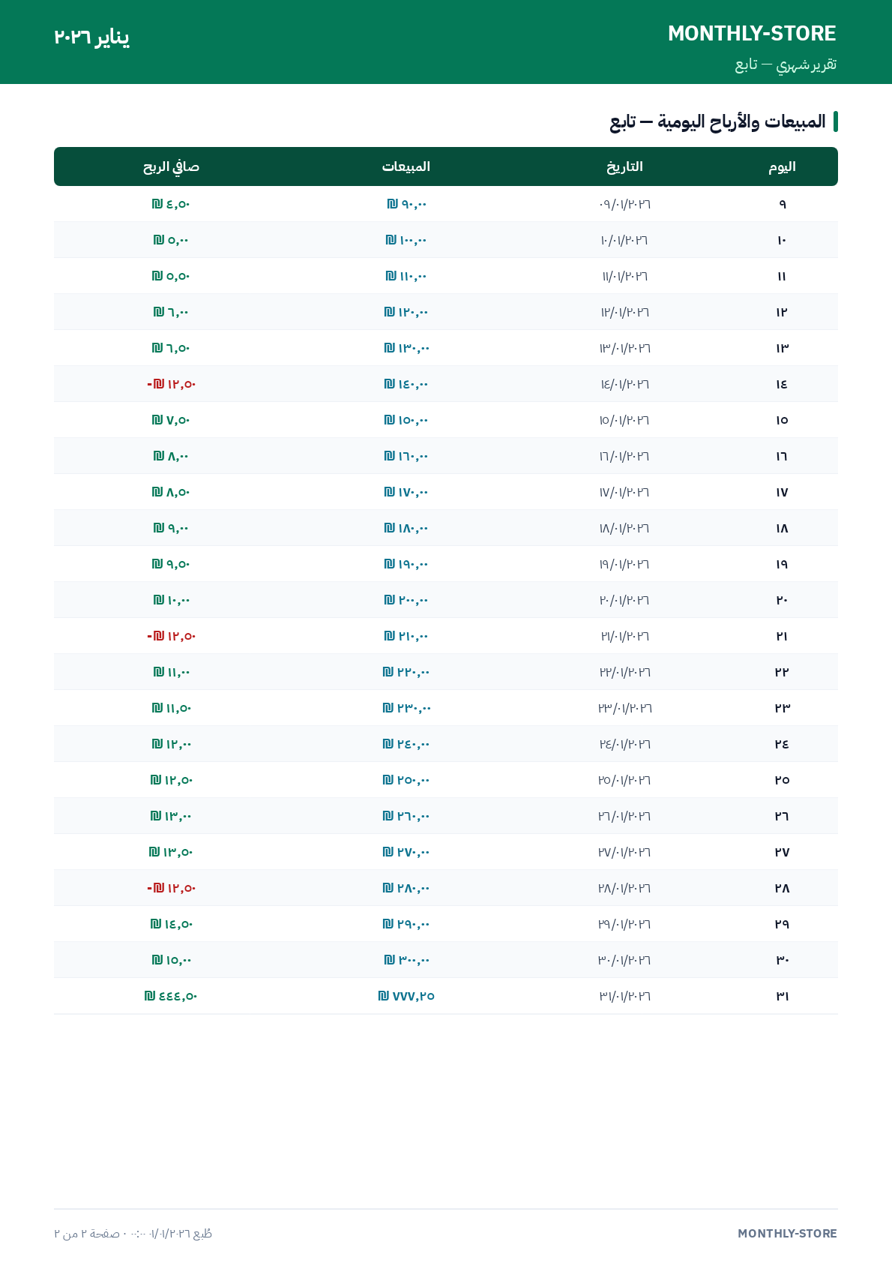 MONTHLY-STORE
يناير ٢٠٢٦
تقرير شهري — تابع
المبيعات والأرباح اليومية — تابع
اليوم التاريخ المبيعات صافي الربح
٩ ٠٩/٠١/٢٠٢٦ ٩٠,٠٠ ₪ ٤,٥٠ ₪
١٠ ١٠/٠١/٢٠٢٦ ١٠٠,٠٠ ₪ ٥,٠٠ ₪
١١ ١١/٠١/٢٠٢٦ ١١٠,٠٠ ₪ ٥,٥٠ ₪
١٢ ١٢/٠١/٢٠٢٦ ١٢٠,٠٠ ₪ ٦,٠٠ ₪
١٣ ١٣/٠١/٢٠٢٦ ١٣٠,٠٠ ₪ ٦,٥٠ ₪
١٤ ١٤/٠١/٢٠٢٦ ١٤٠,٠٠ ₪ ١٢,٥٠ ₪-
١٥ ١٥/٠١/٢٠٢٦ ١٥٠,٠٠ ₪ ٧,٥٠ ₪
١٦ ١٦/٠١/٢٠٢٦ ١٦٠,٠٠ ₪ ٨,٠٠ ₪
١٧ ١٧/٠١/٢٠٢٦ ١٧٠,٠٠ ₪ ٨,٥٠ ₪
١٨ ١٨/٠١/٢٠٢٦ ١٨٠,٠٠ ₪ ٩,٠٠ ₪
١٩ ١٩/٠١/٢٠٢٦ ١٩٠,٠٠ ₪ ٩,٥٠ ₪
٢٠ ٢٠/٠١/٢٠٢٦ ٢٠٠,٠٠ ₪ ١٠,٠٠ ₪
٢١ ٢١/٠١/٢٠٢٦ ٢١٠,٠٠ ₪ ١٢,٥٠ ₪-
٢٢ ٢٢/٠١/٢٠٢٦ ٢٢٠,٠٠ ₪ ١١,٠٠ ₪
٢٣ ٢٣/٠١/٢٠٢٦ ٢٣٠,٠٠ ₪ ١١,٥٠ ₪
٢٤ ٢٤/٠١/٢٠٢٦ ٢٤٠,٠٠ ₪ ١٢,٠٠ ₪
٢٥ ٢٥/٠١/٢٠٢٦ ٢٥٠,٠٠ ₪ ١٢,٥٠ ₪
٢٦ ٢٦/٠١/٢٠٢٦ ٢٦٠,٠٠ ₪ ١٣,٠٠ ₪
٢٧ ٢٧/٠١/٢٠٢٦ ٢٧٠,٠٠ ₪ ١٣,٥٠ ₪
٢٨ ٢٨/٠١/٢٠٢٦ ٢٨٠,٠٠ ₪ ١٢,٥٠ ₪-
٢٩ ٢٩/٠١/٢٠٢٦ ٢٩٠,٠٠ ₪ ١٤,٥٠ ₪
٣٠ ٣٠/٠١/٢٠٢٦ ٣٠٠,٠٠ ₪ ١٥,٠٠ ₪
٣١ ٣١/٠١/٢٠٢٦ ٧٧٧,٢٥ ₪ ٤٤٤,٥٠ ₪
MONTHLY-STORE
طُبع ٠١/٠١/٢٠٢٦ ٠٠:٠٠ · صفحة ٢ من ٢